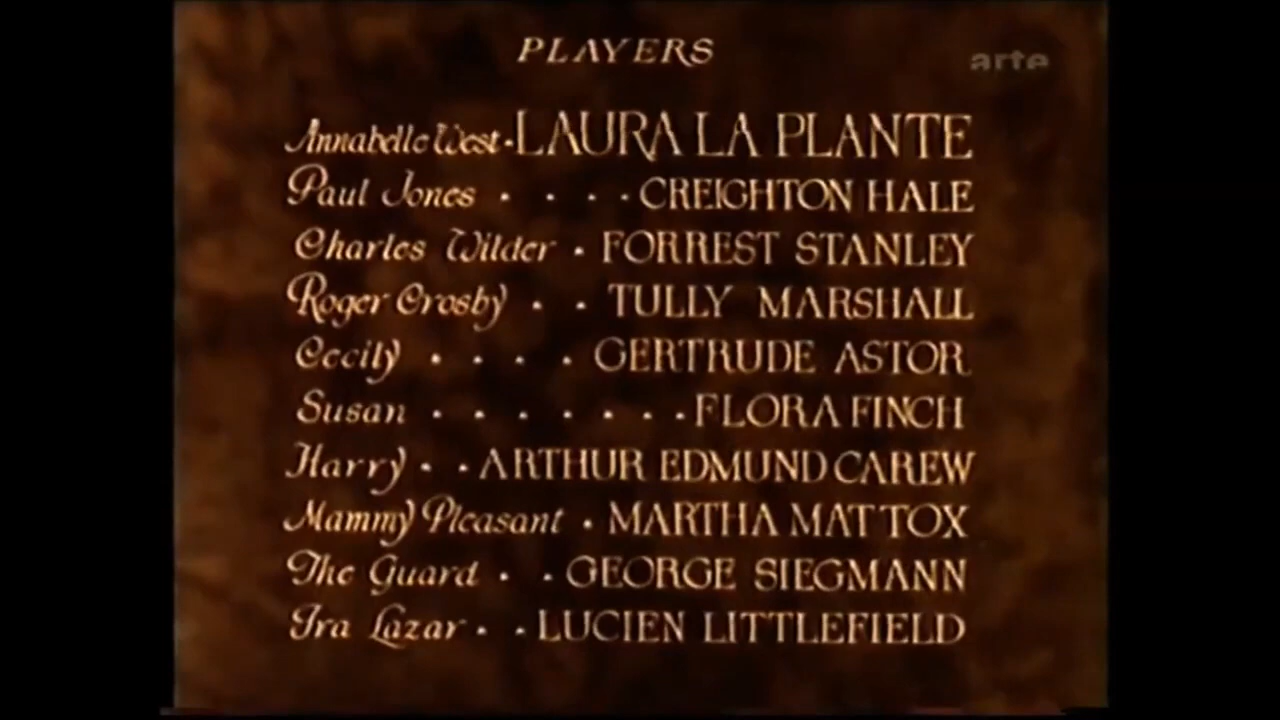 PLAYERS
arte
Annabelle West · LAURA LA PLANTE
Paul Jones · · · · CREIGHTON HALE
Charles Wilder · FORREST STANLEY
Roger Crosby · · TULLY MARSHALL
Cecily · · · · GERTRUDE ASTOR
Susan · · · · · · · FLORA FINCH
Harry · · ARTHUR EDMUND CAREW
Mammy Pleasant · MARTHA MATTOX
The Guard · · GEORGE SIEGMANN
Ira Lazar · · LUCIEN LITTLEFIELD